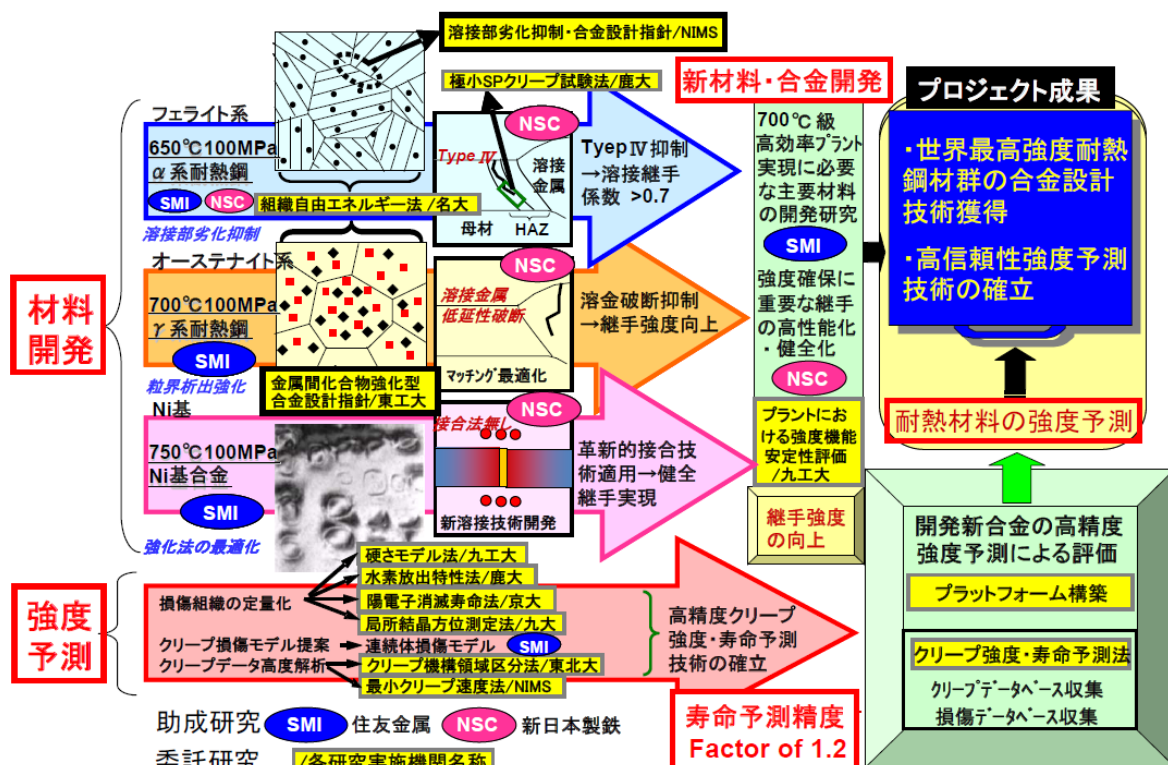 溶接部劣化抑制・合金設計指針/NIMS
極小SPクリープ試験法/鹿大
新材料・合金開発
プロジェクト成果
・世界最高強度耐熱
鋼材群の合金設計
技術獲得
・高信頼性強度予測
技術の確立
耐熱材料の強度予測
材料
開発
フェライト系
650℃100MPa
α系耐熱鋼
SMI
NSC
溶接部劣化抑制
組織自由エネルギー法/名大
NSC
Type Ⅳ
溶接
金属
母材
HAZ
TyepⅣ抑制
→溶接継手
係数 >0.7
オーステナイト系
700℃100MPa
γ系耐熱鋼
SMI
粒界析出強化
金属間化合物強化型
合金設計指針/東工大
NSC
溶接金属
低延性破断
マッチング最適化
溶金破断抑制
→継手強度向上
Ni基
750℃100MPa
Ni基合金
SMI
強化法の最適化
NSC
接合法無し
新溶接技術開発
革新的接合技
術適用→健全
継手実現
700℃級
高効率プラント
実現に必要
な主要材料
の開発研究
SMI
強度確保に
重要な継手
の高性能化
・健全化
NSC
プラントにお
ける強度機能
安定性評価
/九工大
継手強度
の向上
強度
予測
損傷組織の定量化
硬さモデル法/九工大
水素放出特性法/鹿大
陽電子消滅寿命法/京大
局所結晶方位測定法/九大
クリープ損傷モデル提案
連続体損傷モデル
SMI
クリープデータ高度解析
クリープ機構領域区分法/東北大
最小クリープ速度法/NIMS
高精度クリープ
強度・寿命予測
技術の確立
寿命予測精度
Factor of 1.2
開発新合金の高精度
強度予測による評価
プラットフォーム構築
クリープ強度・寿命予測法
クリープデータベース収集
損傷データベース収集
助成研究
SMI
住友金属
NSC
新日本製鉄
委託研究
/各研究実施機関名称